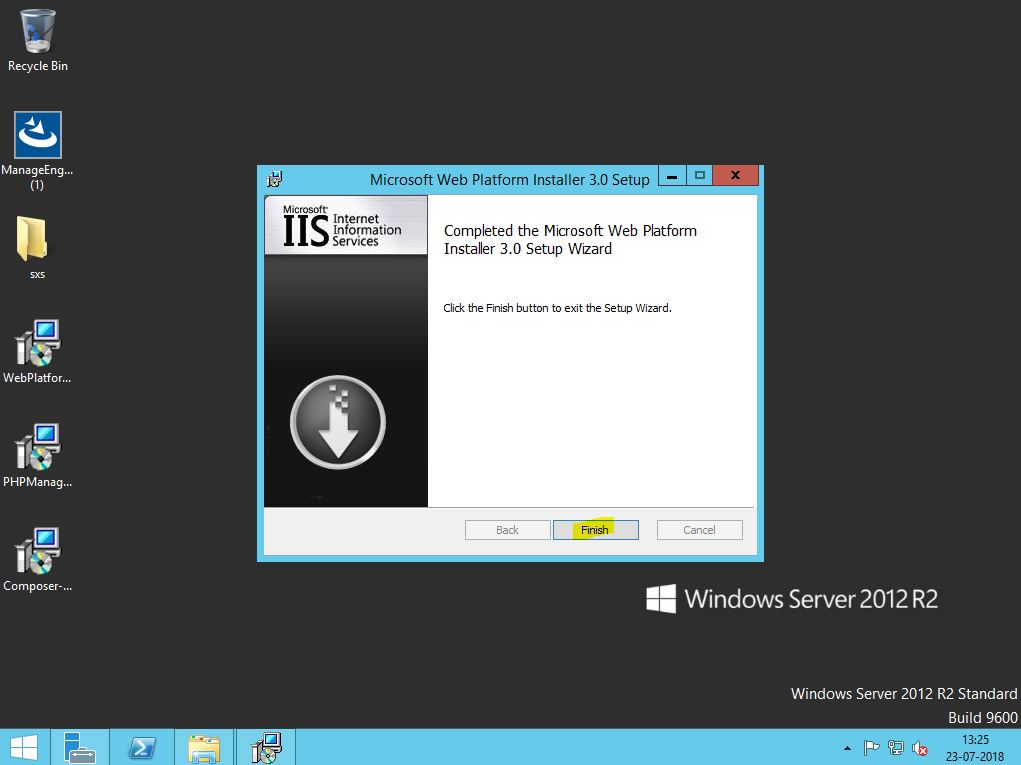 Recycle Bin
ManageEng...
(1)
sxs
WebPlatfor...
PHPManag...
Composer-...
Microsoft Web Platform Installer 3.0 Setup
Microsoft®
IIS Internet
Information
Services
Completed the Microsoft Web Platform
Installer 3.0 Setup Wizard
Click the Finish button to exit the Setup Wizard.
Back
Finish
Cancel
Windows Server 2012 R2
Windows Server 2012 R2 Standard
Build 9600
13:25
23-07-2018